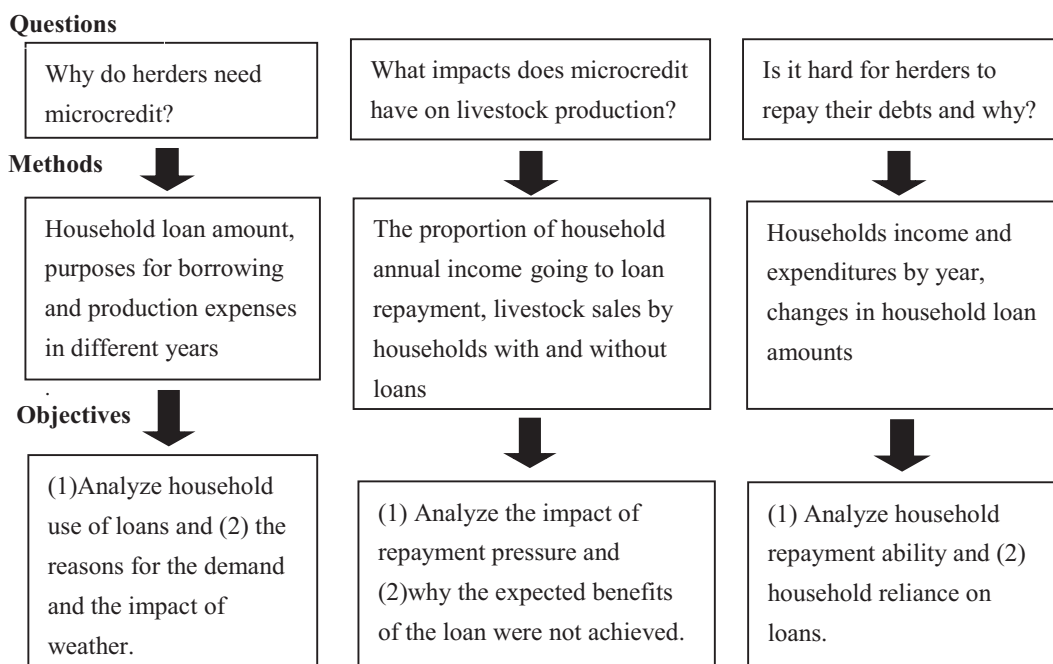 Questions
Why do herders need
microcredit?
What impacts does microcredit
have on livestock production?
Is it hard for herders to
repay their debts and why?
Methods
Household loan amount,
purposes for borrowing
and production expenses
in different years
.
The proportion of household
annual income going to loan
repayment, livestock sales by
households with and without
loans
Households income and
expenditures by year,
changes in household loan
amounts
Objectives
(1)Analyze household
use of loans and (2) the
reasons for the demand
and the impact of
weather.
(1) Analyze the impact of
repayment pressure and
(2)why the expected benefits
of the loan were not achieved.
(1) Analyze household
repayment ability and (2)
household reliance on
loans.